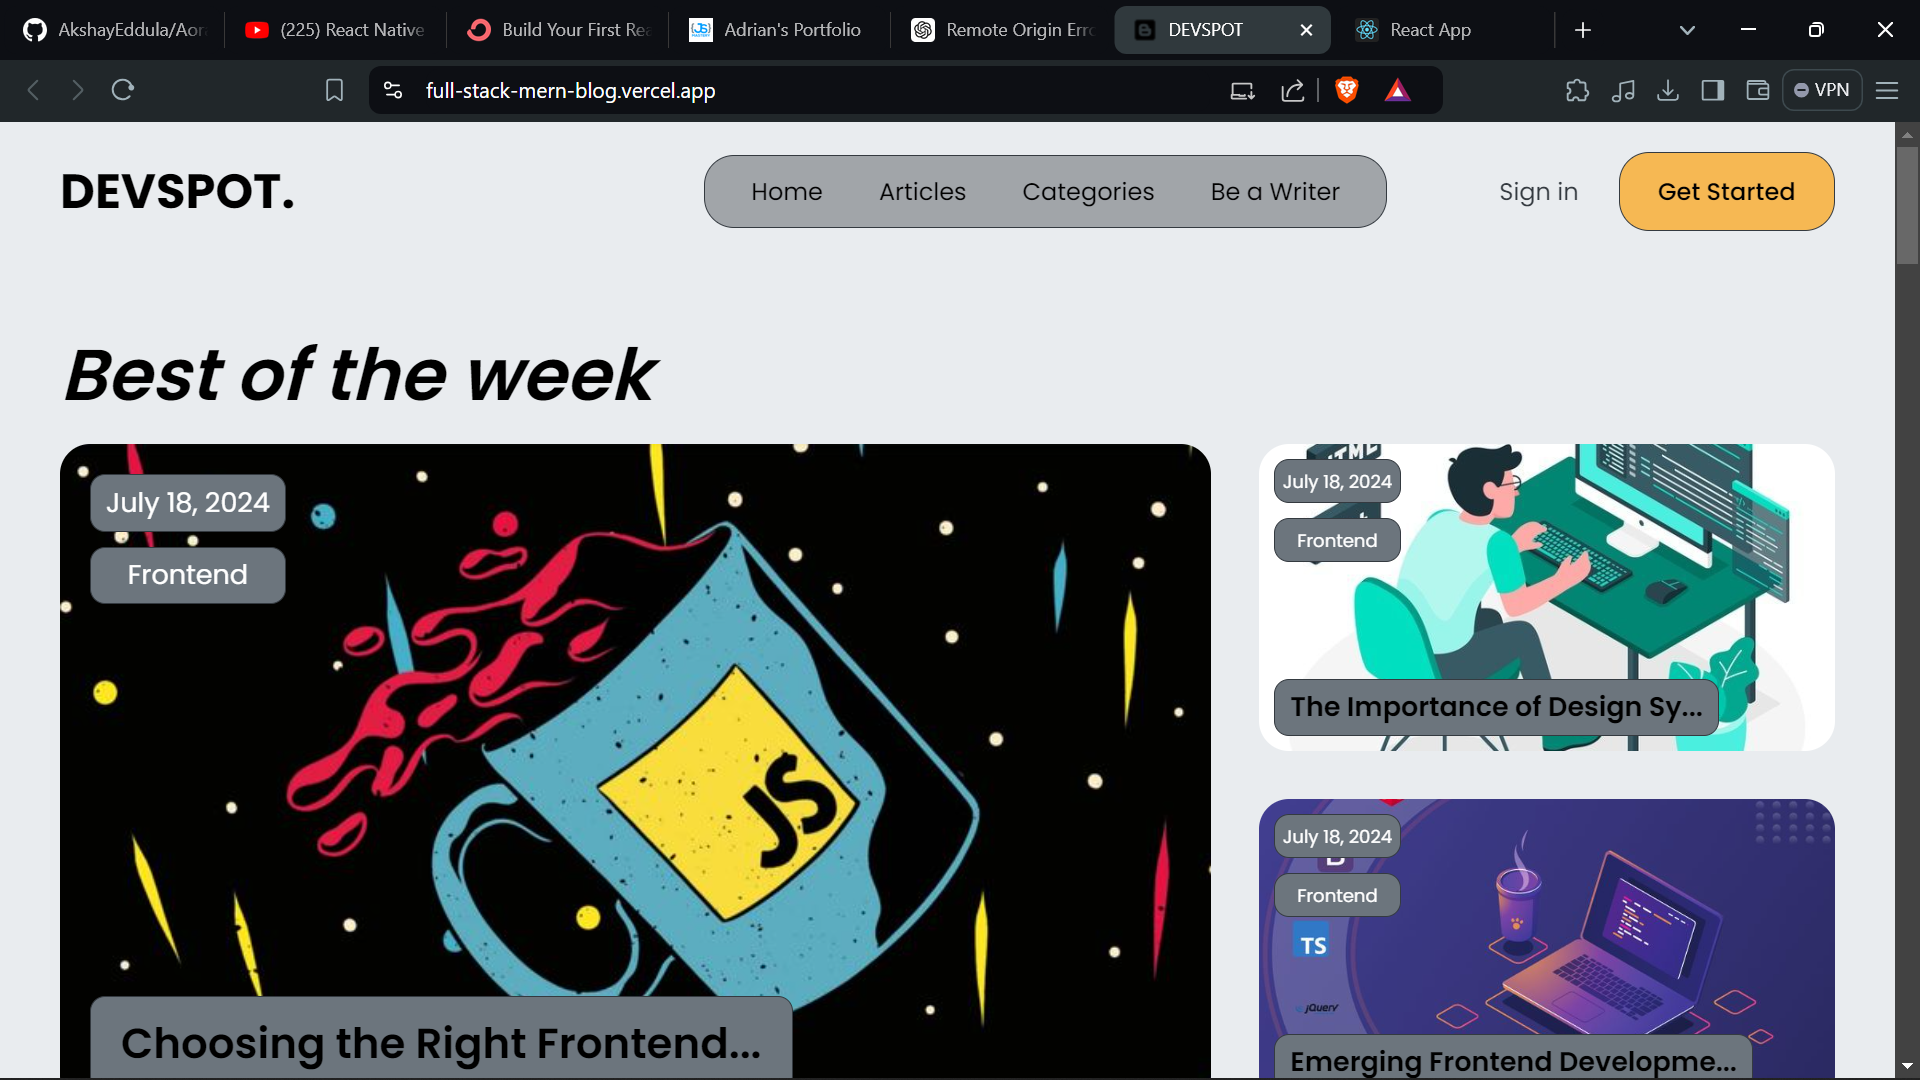 AkshayEddula/Aor
(225) React Native
Build Your First Rea
Adrian's Portfolio
Remote Origin Erro
DEVSPOT
React App
full-stack-mern-blog.vercel.app
VPN
DEVSPOT.
Home
Articles
Categories
Be a Writer
Sign in
Get Started
Best of the week
July 18, 2024
Frontend
JS
Choosing the Right Frontend...
July 18, 2024
Frontend
The Importance of Design Sy...
July 18, 2024
Frontend
TS
jQuery
Emerging Frontend Developme...